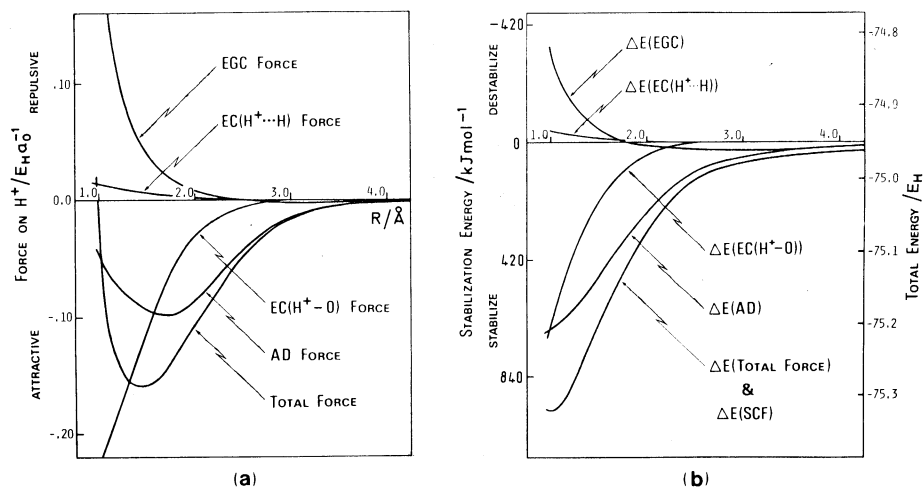 Force on H⁺/E_H a₀⁻¹
ATTRACTIVE
REPULSIVE
.10
0.0
-.10
-.20
1.0
2.0
3.0
4.0
R/Å
EGC Force
EC(H⁺···H) Force
EC(H⁺–O) Force
AD Force
Total Force
(a)
Stabilization Energy/kJmol⁻¹
STABILIZE
DESTABILIZE
-420
0
420
840
1.0
2.0
3.0
4.0
ΔE(EGC)
ΔE(EC(H⁺···H))
ΔE(EC(H⁺–O))
ΔE(AD)
ΔE(Total Force)
&
ΔE(SCF)
-74.8
-74.9
-75.0
-75.1
-75.2
-75.3
Total Energy/E_H
(b)